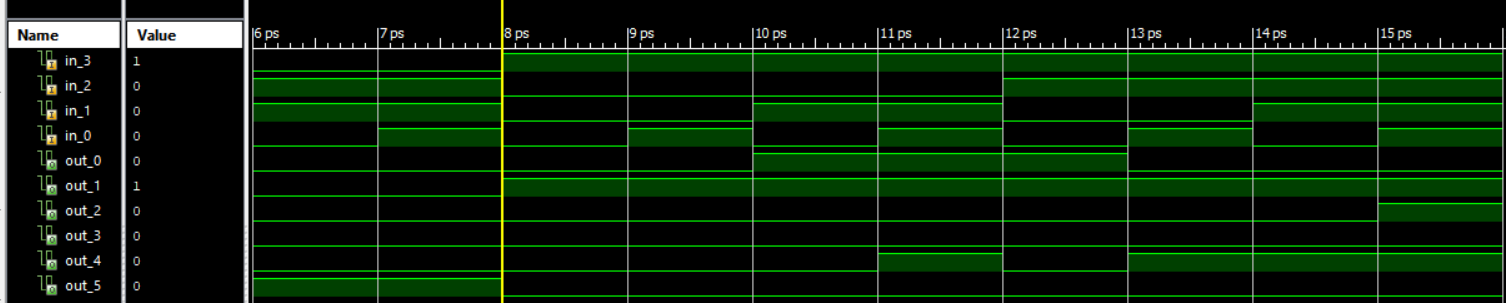 Name Value 6 ps 7 ps 8 ps 9 ps 10 ps 11 ps 12 ps 13 ps 14 ps 15 ps
in_3 1
in_2 0
in_1 0
in_0 0
out_0 0
out_1 1
out_2 0
out_3 0
out_4 0
out_5 0